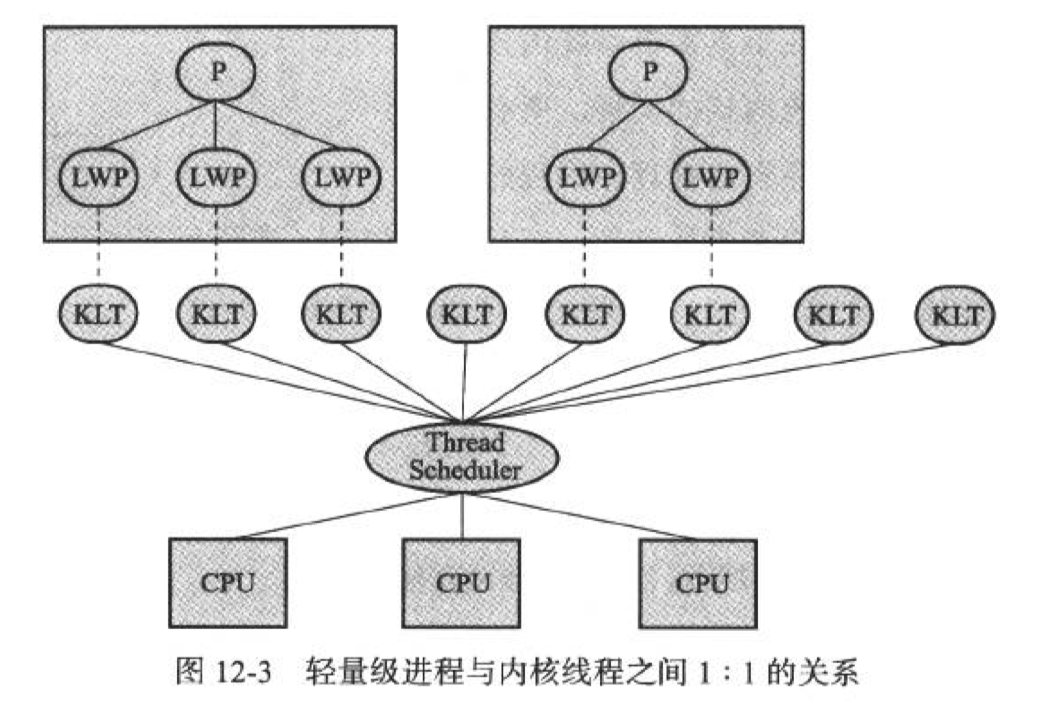 P P
LWP LWP LWP LWP LWP
KLT KLT KLT KLT KLT KLT KLT KLT
Thread
Scheduler
CPU CPU CPU
图 12-3 轻量级进程与内核线程之间 1：1 的关系